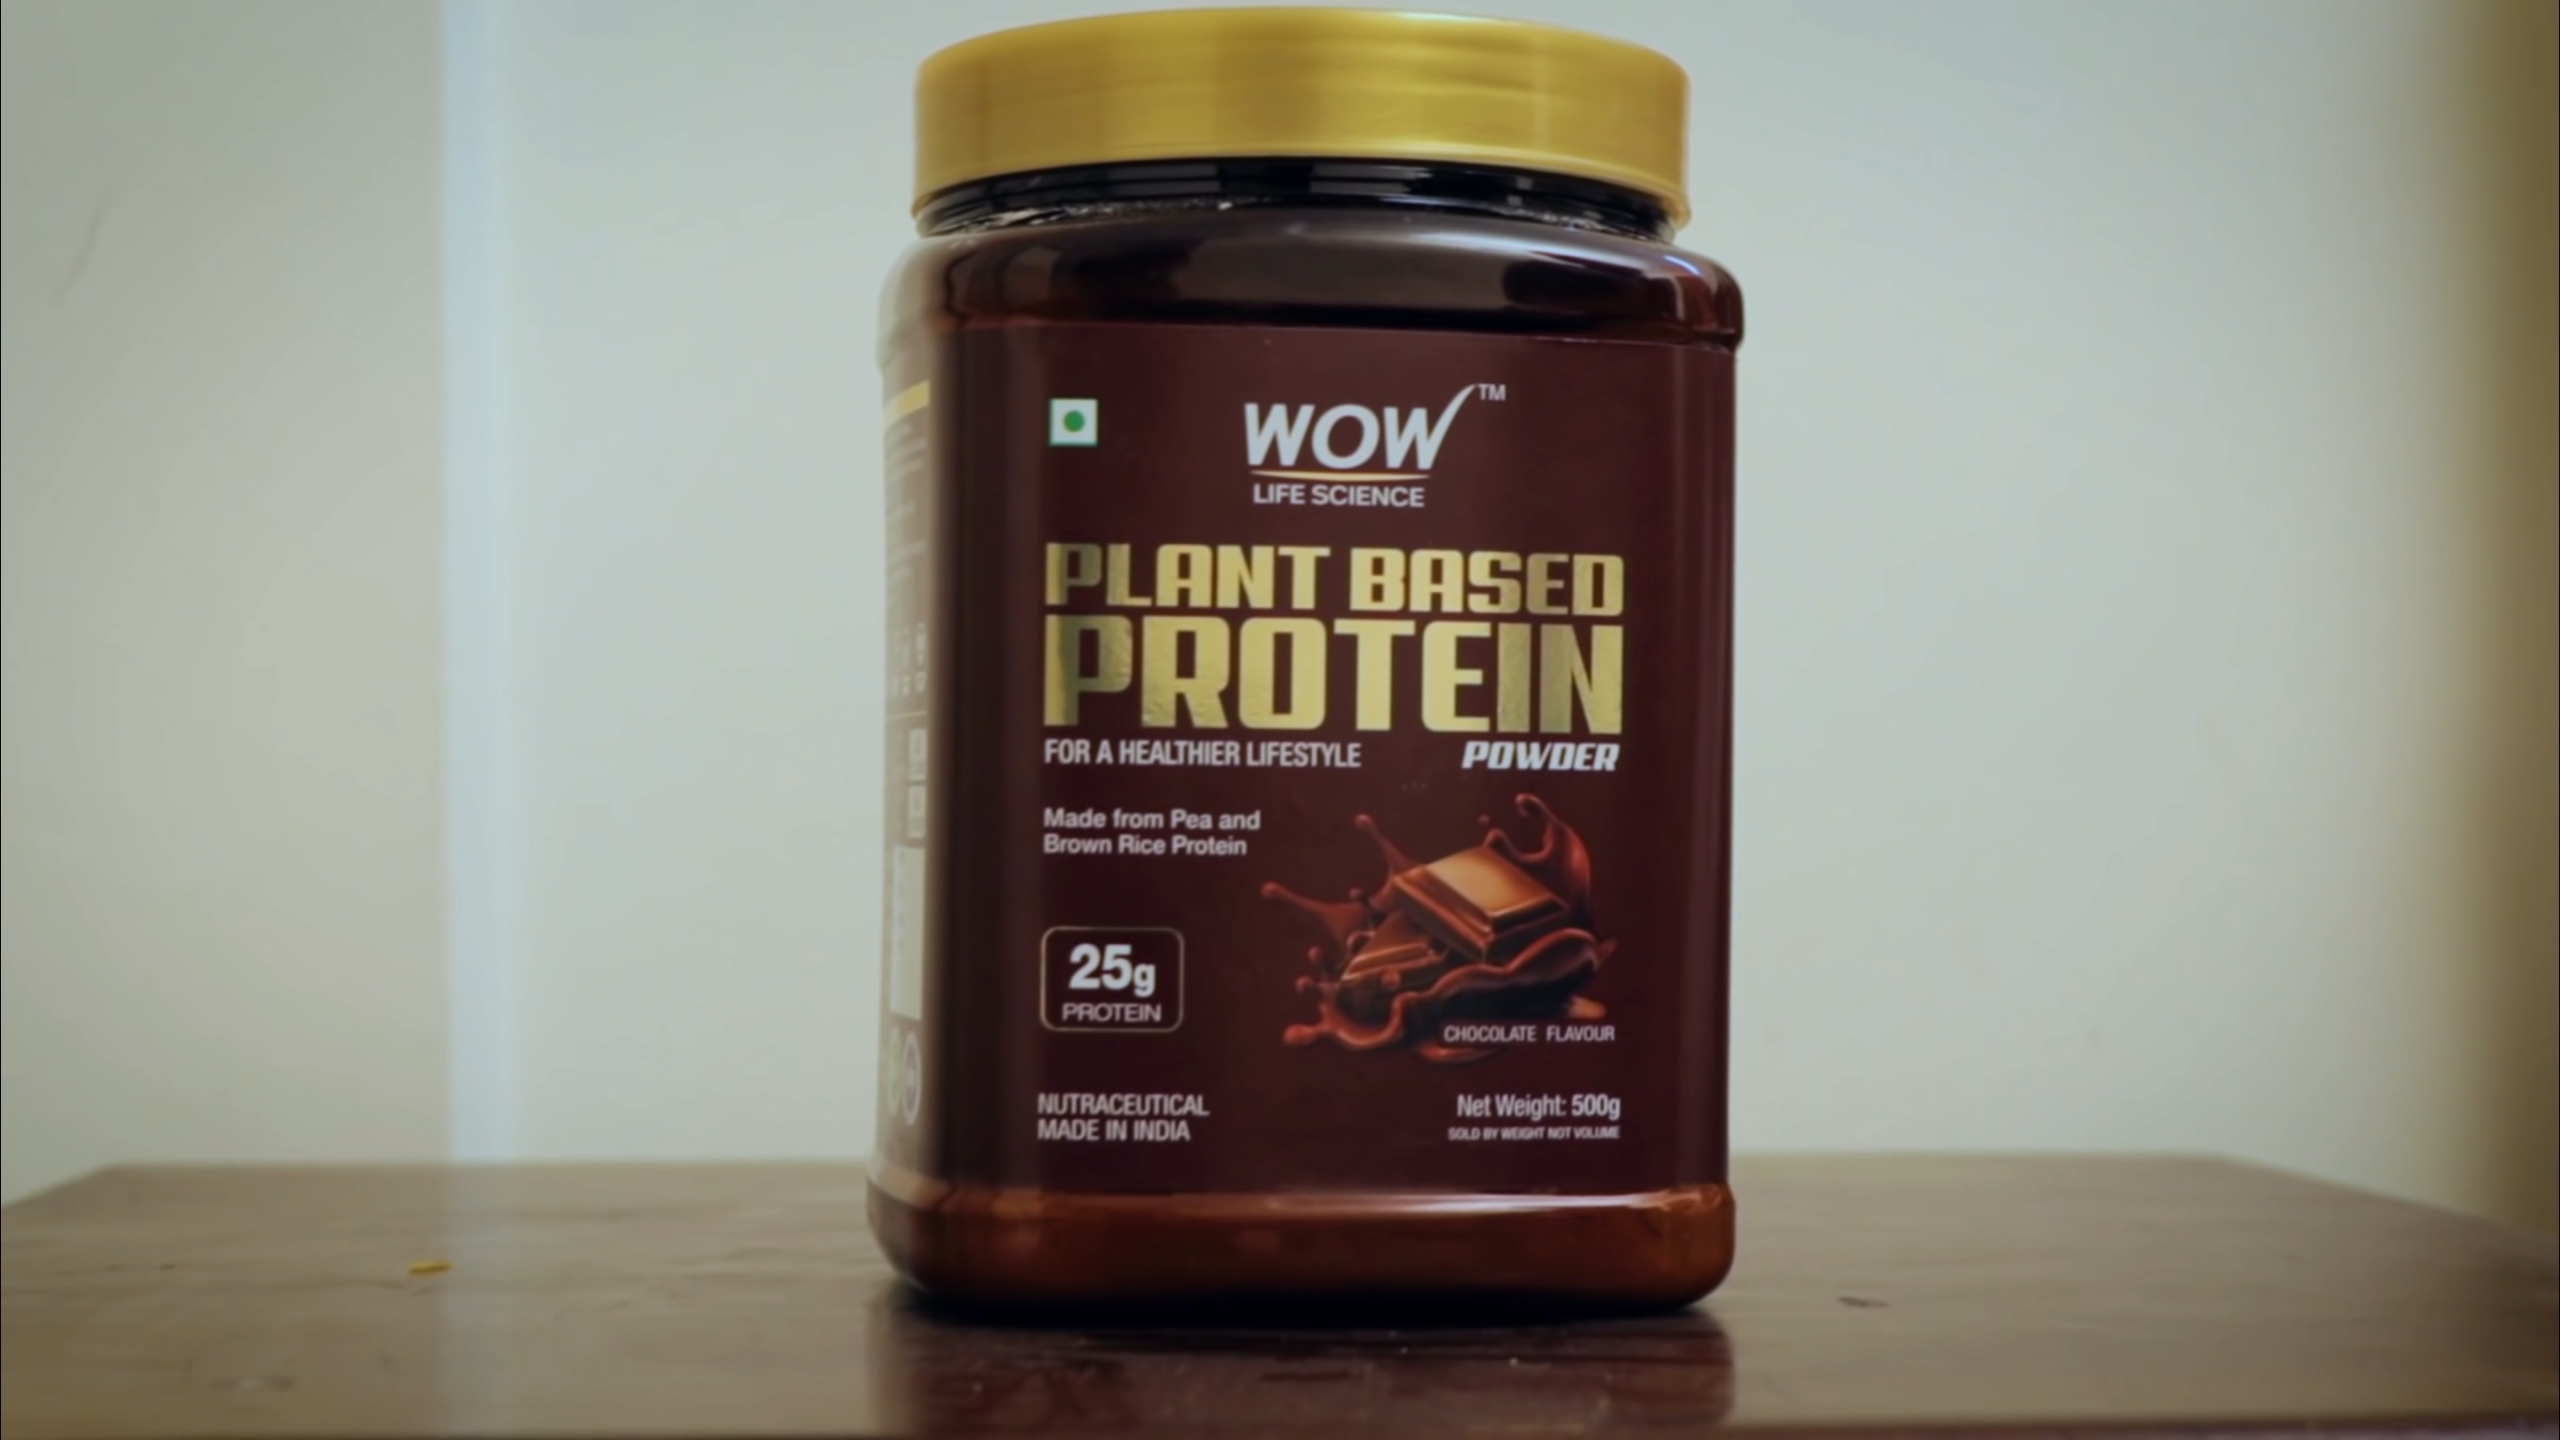 WOW™
LIFE SCIENCE
PLANT BASED
PROTEIN
FOR A HEALTHIER LIFESTYLE POWDER
Made from Pea and
Brown Rice Protein
25g
PROTEIN
CHOCOLATE FLAVOUR
NUTRACEUTICAL
MADE IN INDIA
Net Weight: 500g
SOLD BY WEIGHT NOT VOLUME